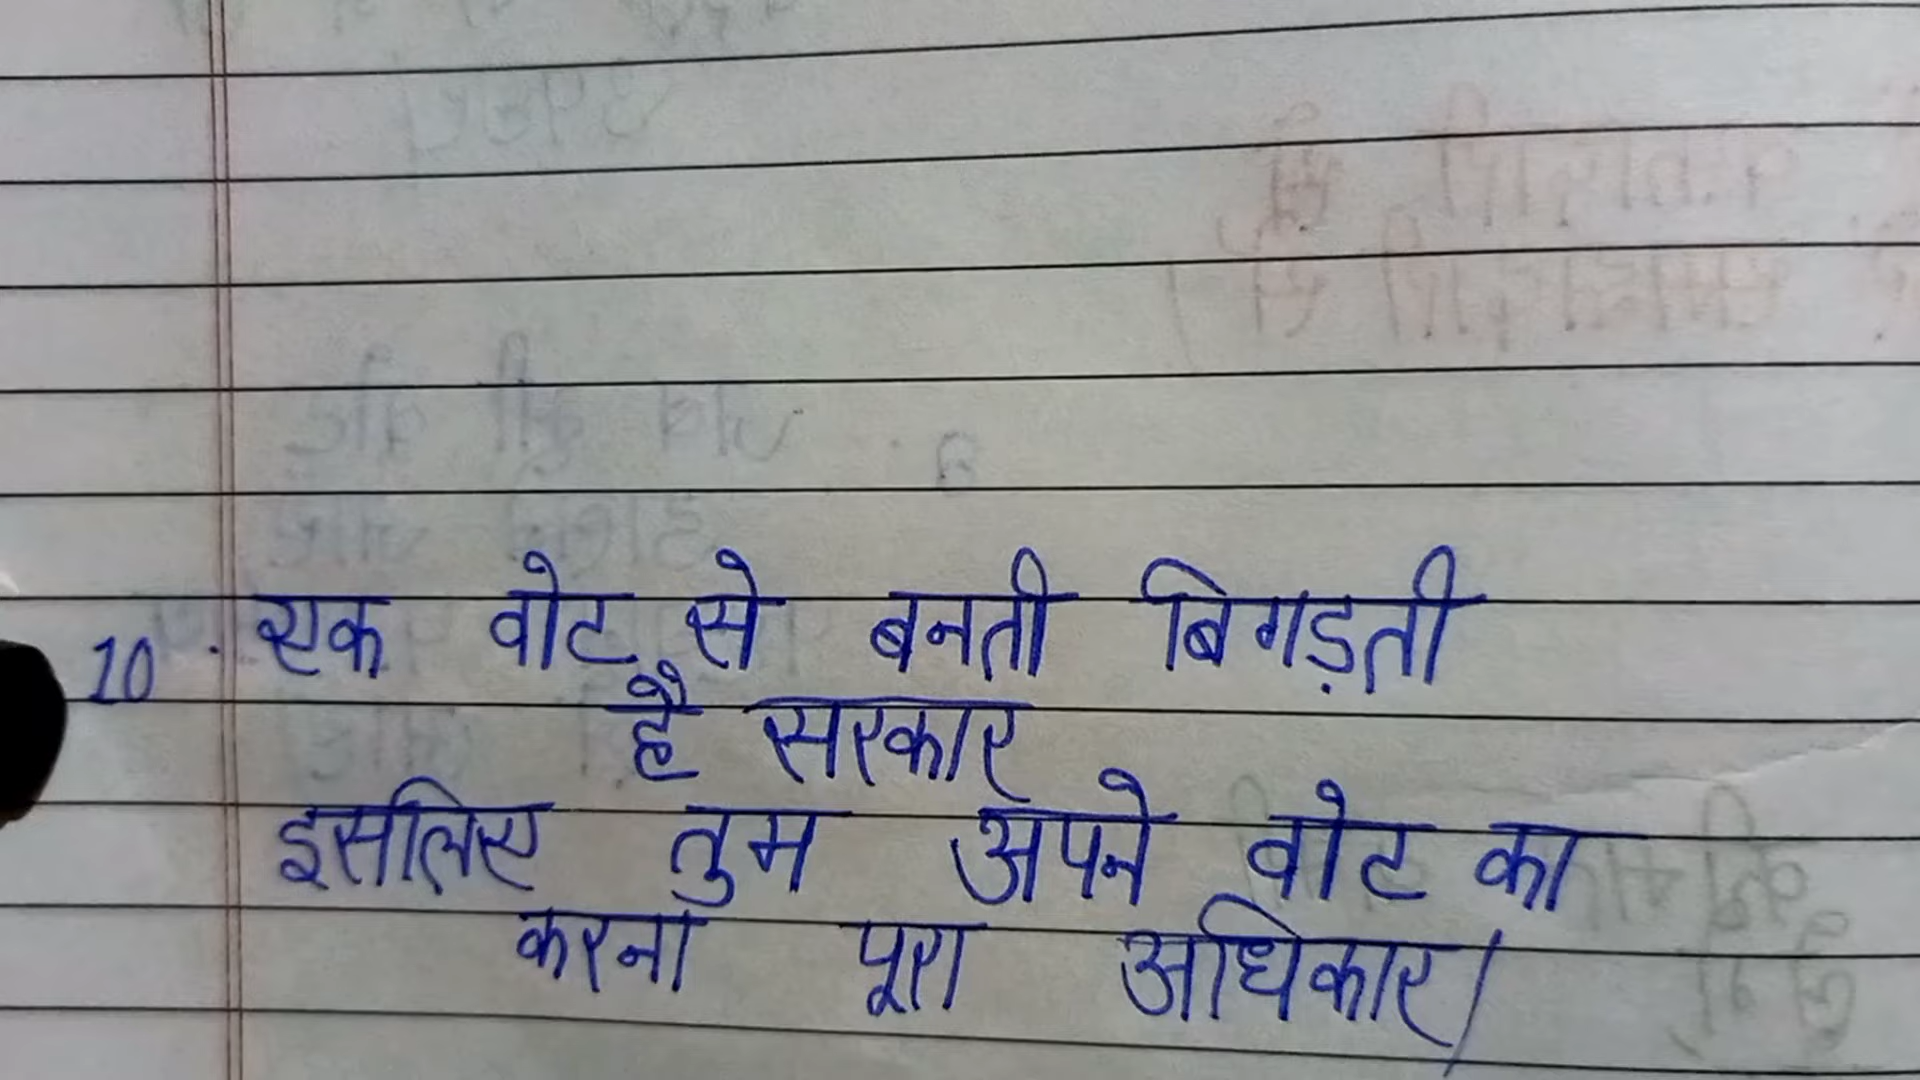 10. एक वोट से बनती बिगड़ती
है सरकार
इसलिए तुम अपने वोट का
करना पूरा अधिकार।